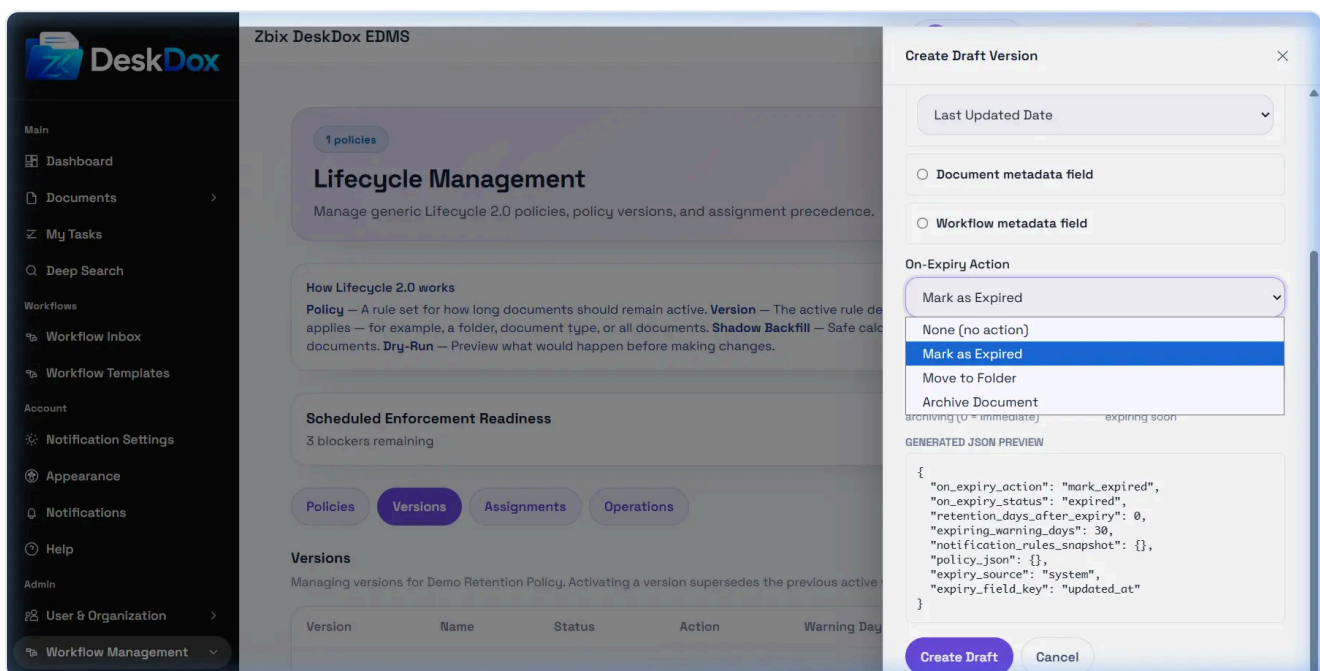 DeskDox
Main
Dashboard
Documents
My Tasks
Deep Search
Workflows
Workflow Inbox
Workflow Templates
Account
Notification Settings
Appearance
Notifications
Help
Admin
User & Organization
Workflow Management
Zbix DeskDox EDMS
1 policies
Lifecycle Management
Manage generic Lifecycle 2.0 policies, policy versions, and assignment precedence.
How Lifecycle 2.0 works
Policy — A rule set for how long documents should remain active. Version — The active rule de
applies — for example, a folder, document type, or all documents. Shadow Backfill — Safe calc
documents. Dry-Run — Preview what would happen before making changes.
Scheduled Enforcement Readiness
3 blockers remaining
Policies Versions Assignments Operations
Versions
Managing versions for Demo Retention Policy. Activating a version supersedes the previous active
Version Name Status Action Warning Day
Create Draft Version
Last Updated Date
Document metadata field
Workflow metadata field
On-Expiry Action
Mark as Expired
None (no action)
Mark as Expired
Move to Folder
Archive Document
archiving (0 = immediate) expiring soon
GENERATED JSON PREVIEW
{
"on_expiry_action": "mark_expired",
"on_expiry_status": "expired",
"retention_days_after_expiry": 0,
"expiring_warning_days": 30,
"notification_rules_snapshot": {},
"policy_json": {},
"expiry_source": "system",
"expiry_field_key": "updated_at"
}
Create Draft Cancel